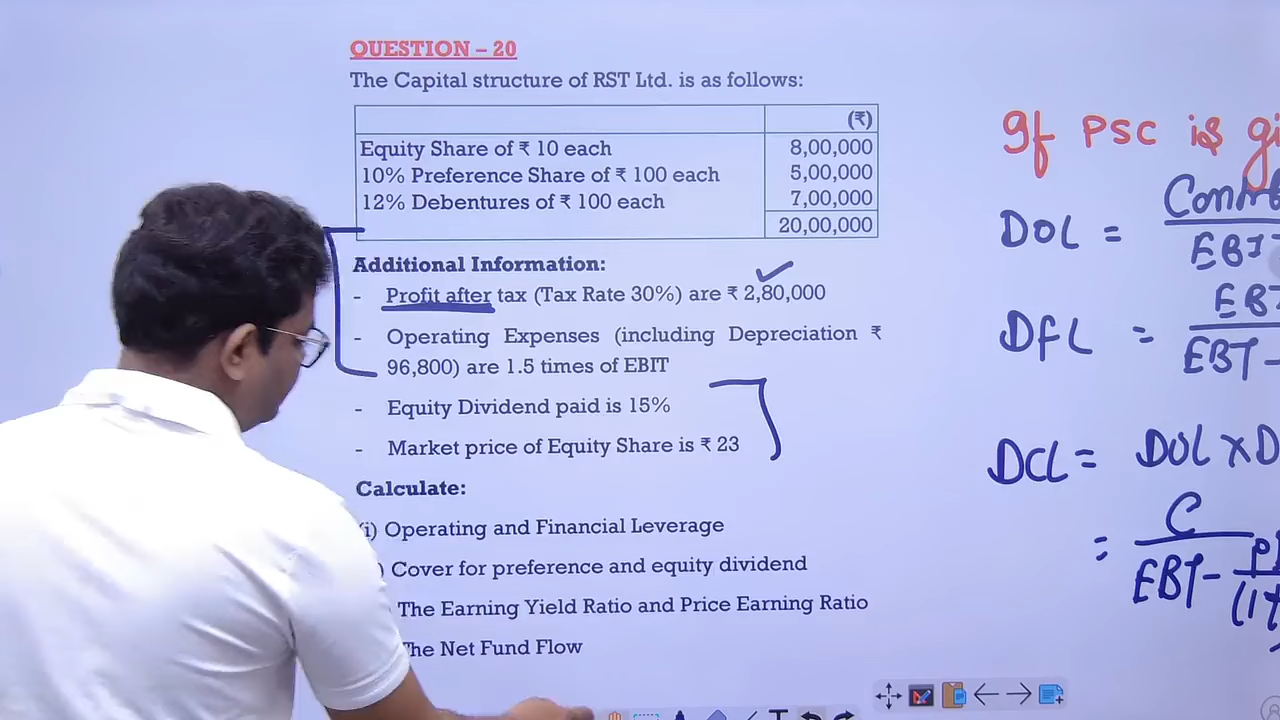 QUESTION – 20
The Capital structure of RST Ltd. is as follows:
(₹)
Equity Share of ₹ 10 each 8,00,000
10% Preference Share of ₹ 100 each 5,00,000
12% Debentures of ₹ 100 each 7,00,000
20,00,000
Additional Information:
- Profit after tax (Tax Rate 30%) are ₹ 2,80,000
- Operating Expenses (including Depreciation ₹
96,800) are 1.5 times of EBIT
- Equity Dividend paid is 15%
- Market price of Equity Share is ₹ 23
Calculate:
(i) Operating and Financial Leverage
) Cover for preference and equity dividend
The Earning Yield Ratio and Price Earning Ratio
The Net Fund Flow
If PSC is
DOL =
EBI
DFL =
EBT -
DCL = DOL X D
= C
EBT -